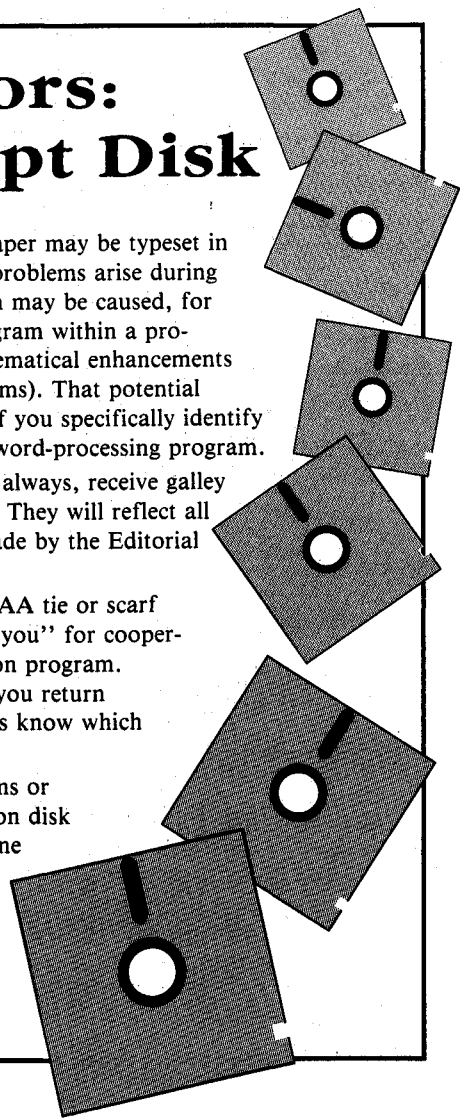 ors:
pt Disk
aper may be typeset in
problems arise during
n may be caused, for
gram within a pro-
ematical enhancements
ms). That potential
f you specifically identify
word-processing program.
always, receive galley
They will reflect all
ade by the Editorial
AA tie or scarf
you” for cooper-
on program.
you return
s know which
ns or
on disk
ne